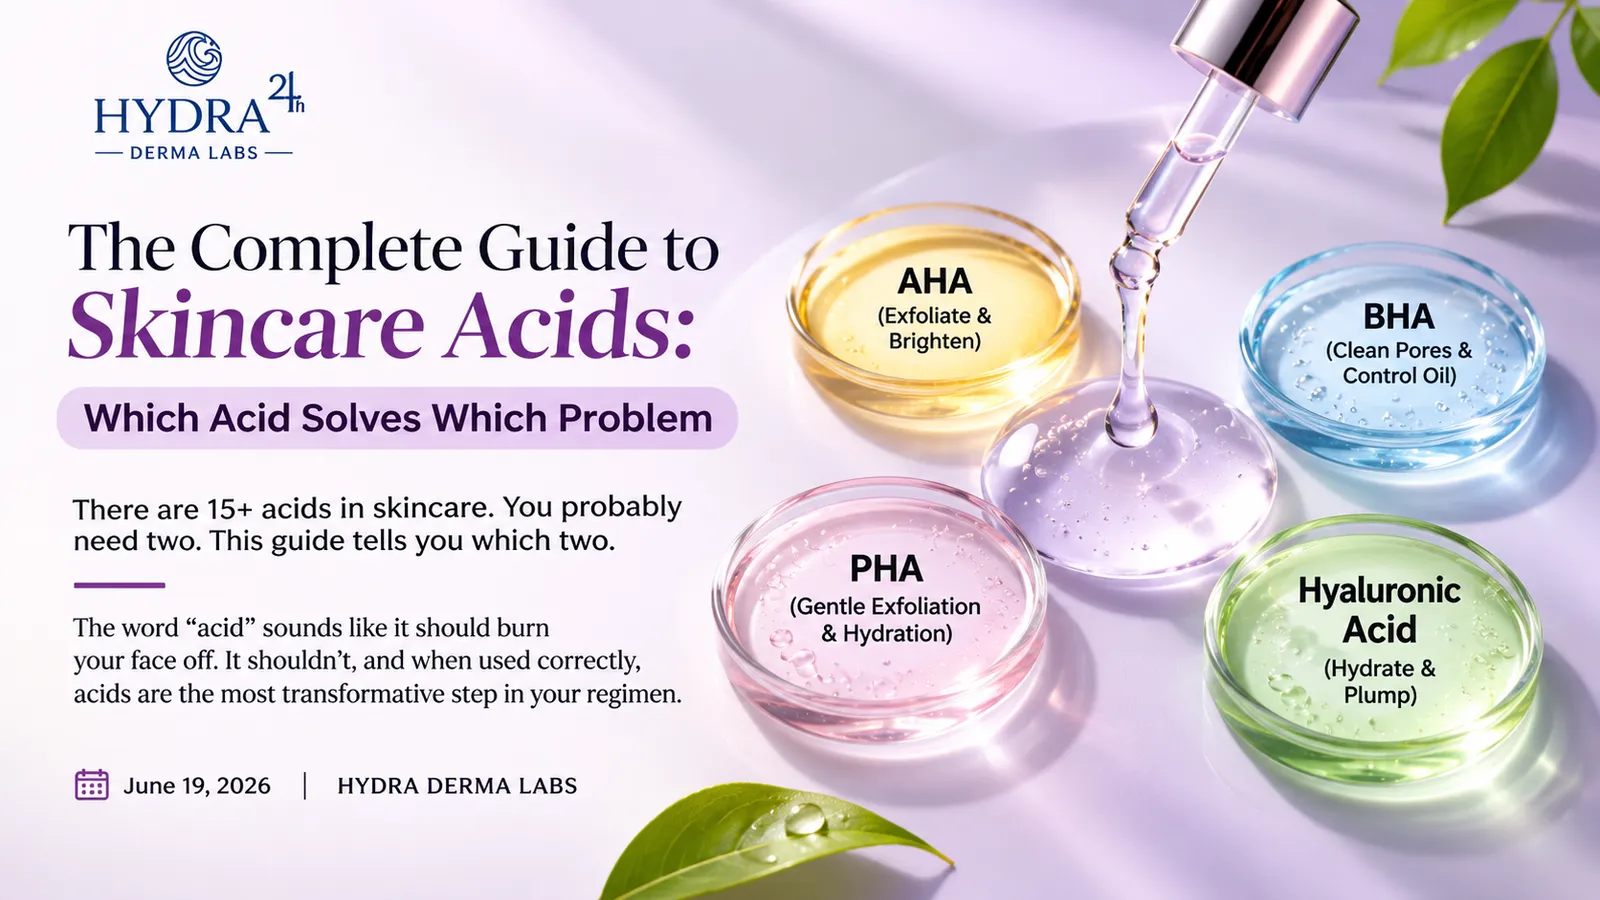 HYDRA 24h
DERMA LABS
The Complete Guide to
Skincare Acids:
Which Acid Solves Which Problem
There are 15+ acids in skincare. You probably
need two. This guide tells you which two.
The word “acid” sounds like it should burn
your face off. It shouldn’t, and when used correctly,
acids are the most transformative step in your regimen.
June 19, 2026 | HYDRA DERMA LABS
AHA
(Exfoliate &
Brighten)
BHA
(Clean Pores &
Control Oil)
PHA
(Gentle Exfoliation
& Hydration)
Hyaluronic
Acid
(Hydrate &
Plump)